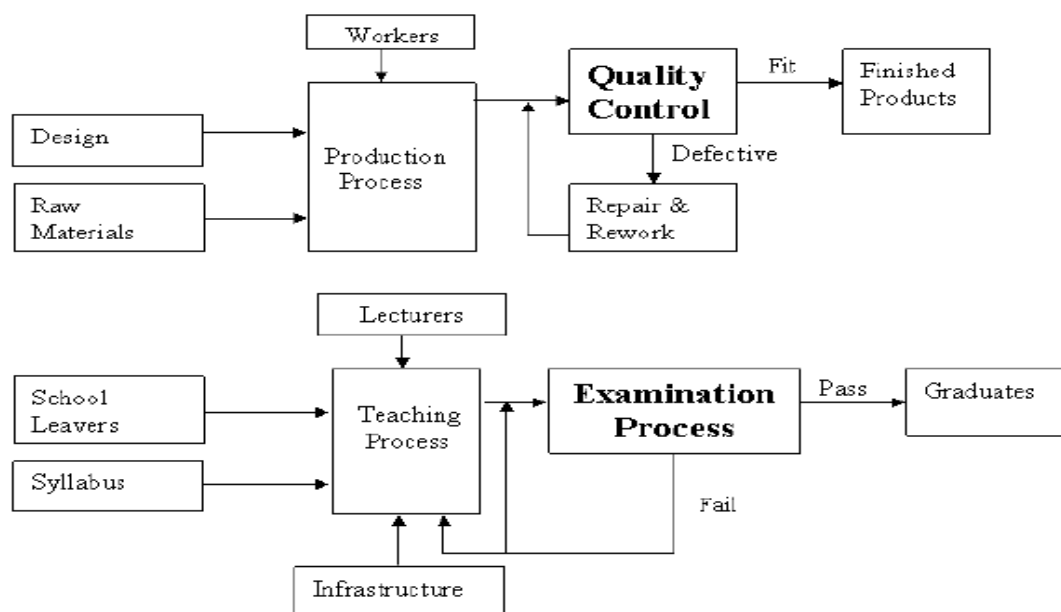 Workers
Quality
Control
Fit
Finished
Products
Design
Production
Process
Defective
Raw
Materials
Repair &
Rework
Lecturers
School
Leavers
Teaching
Process
Examination
Process
Pass
Graduates
Syllabus
Fail
Infrastructure